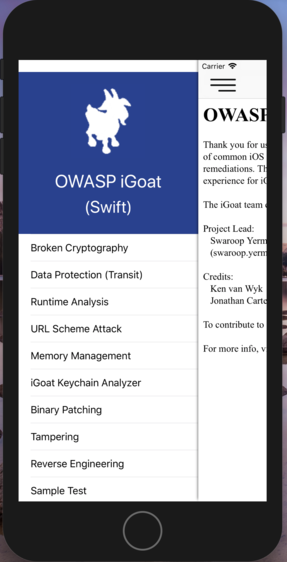 Carrier
OWASP iGoat
(Swift)
Broken Cryptography
Data Protection (Transit)
Runtime Analysis
URL Scheme Attack
Memory Management
iGoat Keychain Analyzer
Binary Patching
Tampering
Reverse Engineering
Sample Test
OWASP
Thank you for
of common iOS
remediations.
experience for
The iGoat team
Project Lead:
Swaroop Yerm
(swaroop.yerm
Credits:
Ken van Wyk
Jonathan Carte
To contribute to
For more info,